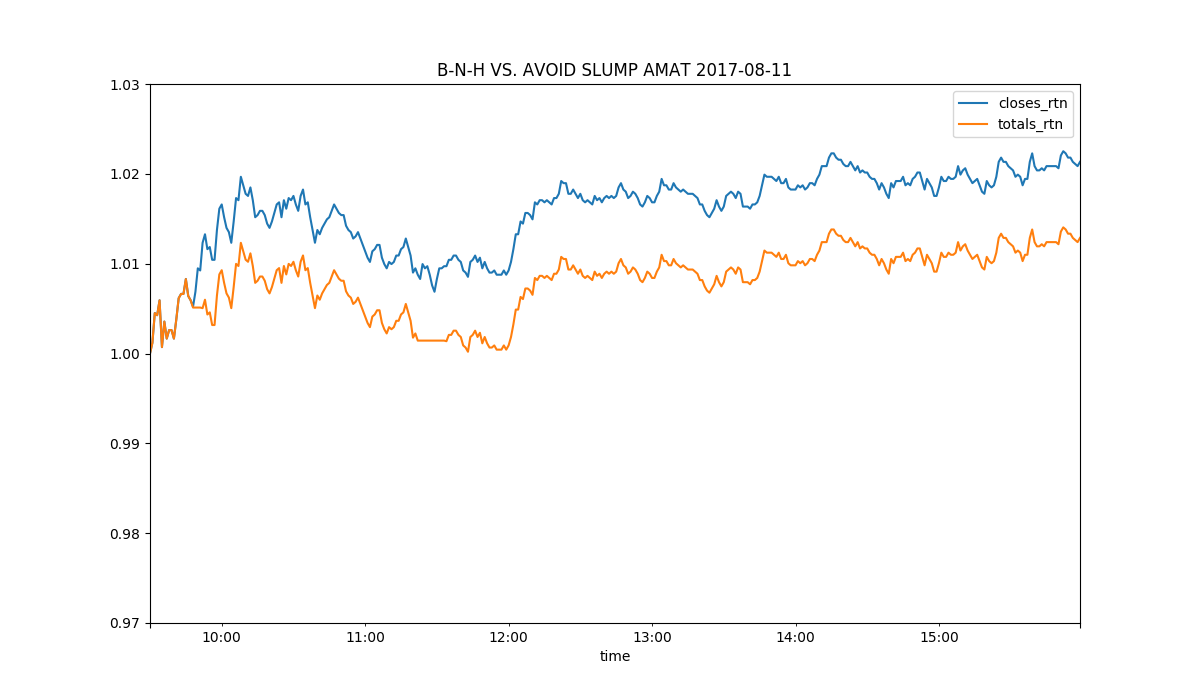 B-N-H VS. AVOID SLUMP AMAT 2017-08-11
closes_rtn
totals_rtn
1.03
1.02
1.01
1.00
0.99
0.98
0.97
10:00 11:00 12:00 13:00 14:00 15:00
time